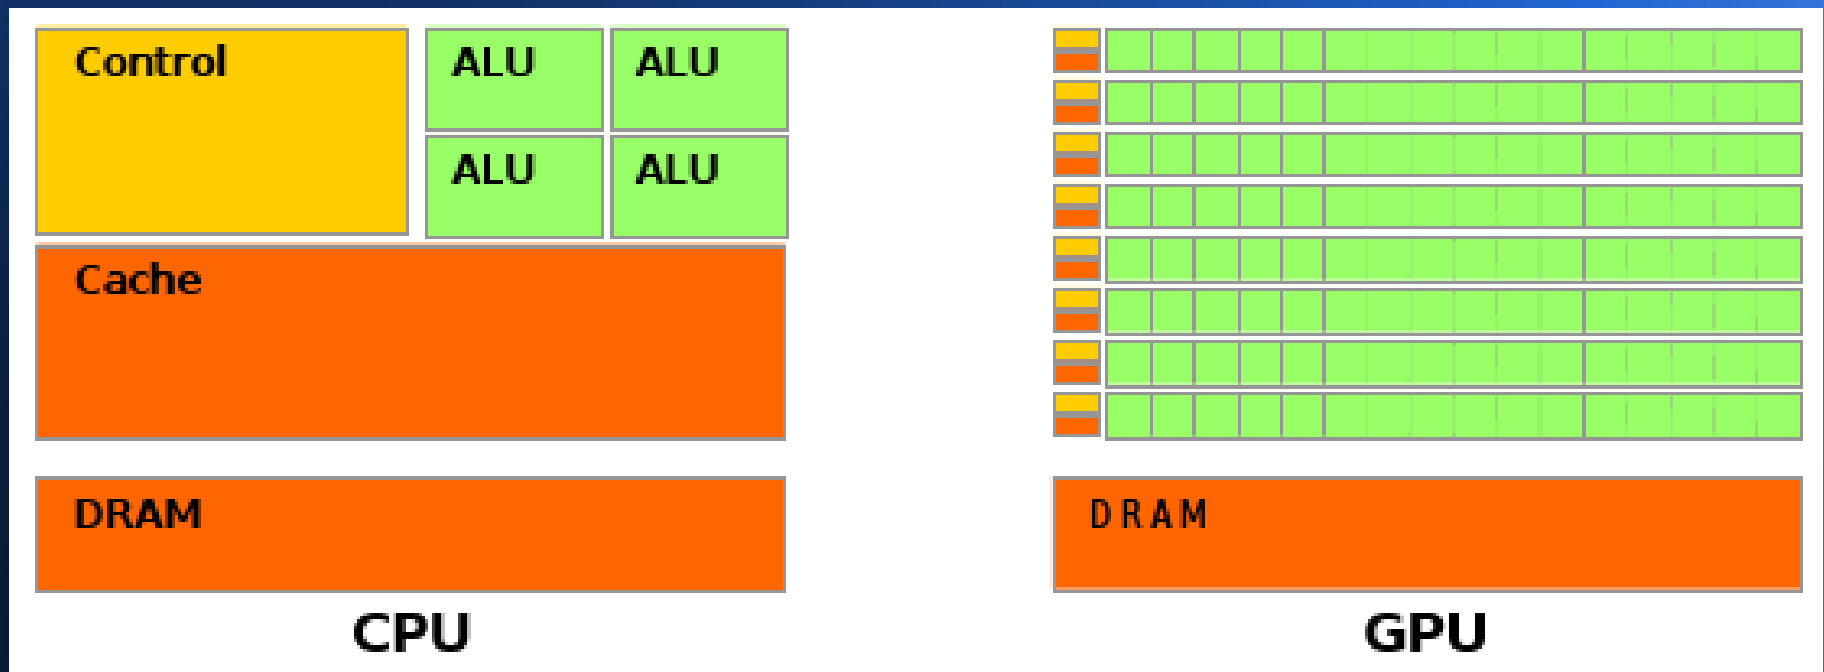 Control
ALU ALU
ALU ALU
Cache
DRAM
CPU
DRAM
GPU